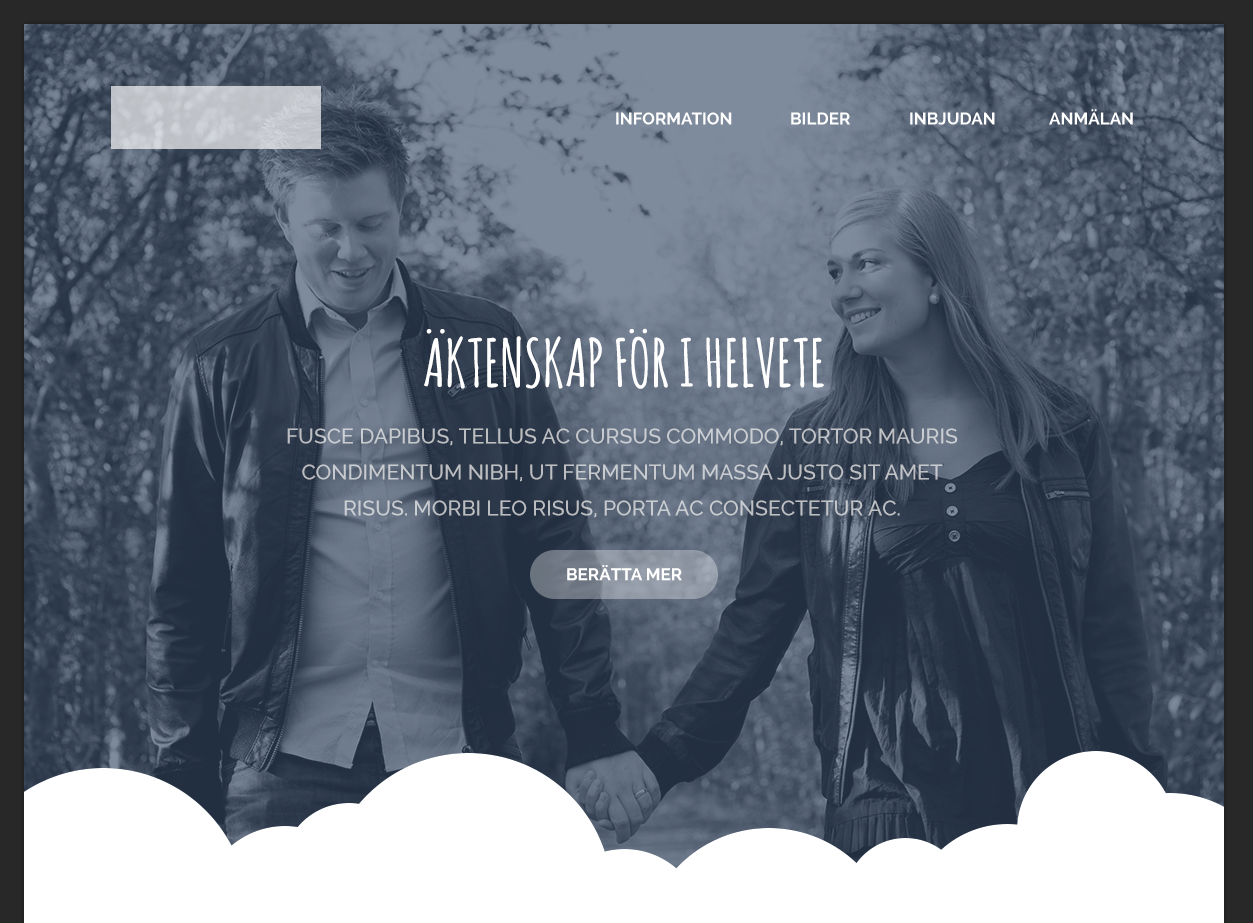 INFORMATION BILDER INBJUDAN ANMÄLAN
ÄKTENSKAP FÖR I HELVETE
FUSCE DAPIBUS, TELLUS AC CURSUS COMMODO, TORTOR MAURIS
CONDIMENTUM NIBH, UT FERMENTUM MASSA JUSTO SIT AMET
RISUS. MORBI LEO RISUS, PORTA AC CONSECTETUR AC.
BERÄTTA MER